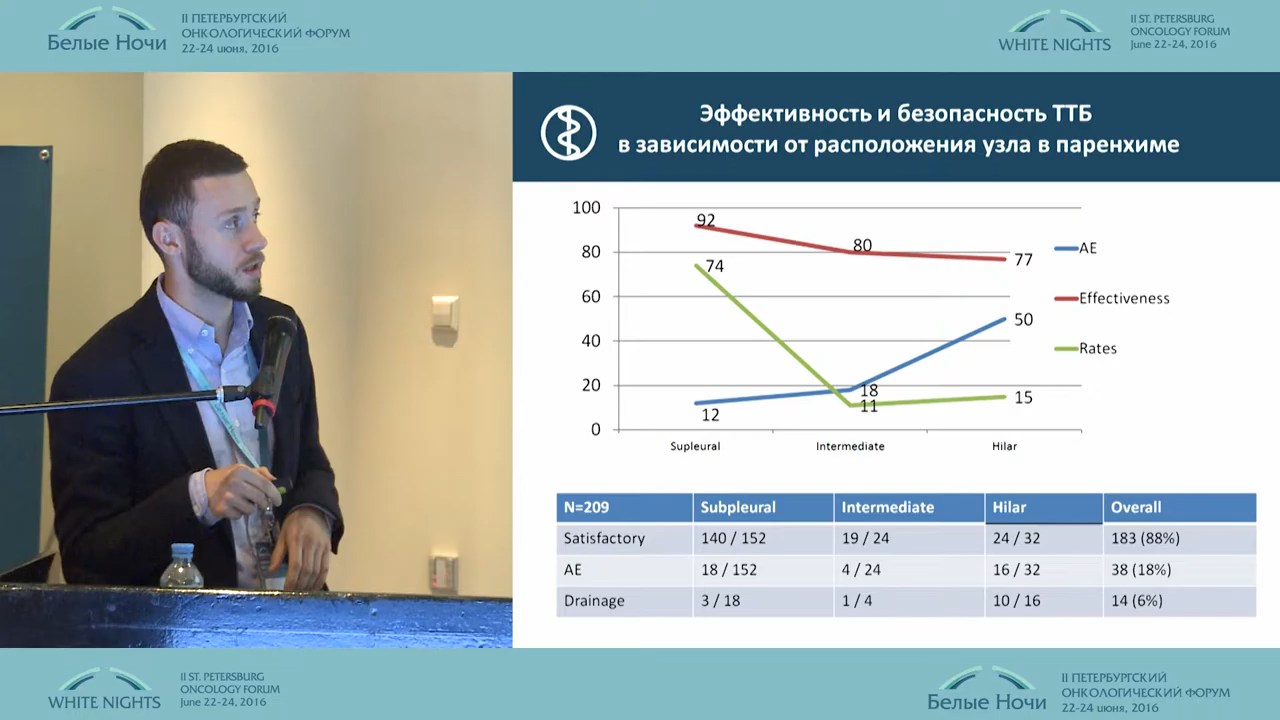 II ПЕТЕРБУРГСКИЙ
ОНКОЛОГИЧЕСКИЙ ФОРУМ
Белые Ночи
22-24 июня, 2016
II ST. PETERSBURG
ONCOLOGY FORUM
WHITE NIGHTS
June 22-24, 2016
Эффективность и безопасность ТТБ
в зависимости от расположения узла в паренхиме
100
80
60
40
20
0
92
80
77
74
50
18
11
15
12
Supleural
Intermediate
Hilar
AE
Effectiveness
Rates
N=209 Subpleural Intermediate Hilar Overall
Satisfactory 140 / 152 19 / 24 24 / 32 183 (88%)
AE 18 / 152 4 / 24 16 / 32 38 (18%)
Drainage 3 / 18 1 / 4 10 / 16 14 (6%)
II ST. PETERSBURG
ONCOLOGY FORUM
WHITE NIGHTS
June 22-24, 2016
II ПЕТЕРБУРГСКИЙ
ОНКОЛОГИЧЕСКИЙ ФОРУМ
Белые Ночи
22-24 июня, 2016